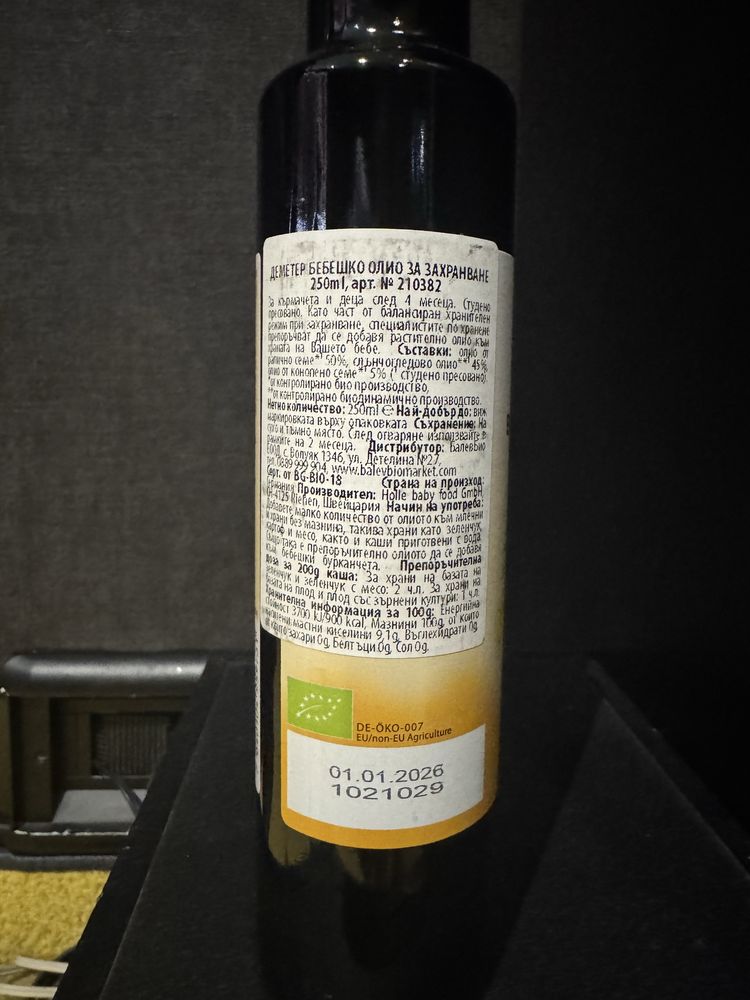 ДЕМЕТЕР БЕБЕШКО ОЛИО ЗА ЗАХРАНВАНЕ
250ml, арт. № 210382
За кърмачета и деца след 4 месеца. Студено
пресовано. Като част от балансиран хранителен
режим при захранване, специалистите по хранене
препоръчват да се добавя растително олио към
храната на Вашето бебе. Съставки: олио от
рапично семе* 50%, слънчогледово олио** 45%,
олио от конопено семе* 5% (студено пресовано).
*от контролирано био производство,
**от контролирано биодинамично производство.
Нетно количество: 250ml ℮ Най-добър до: виж
маркировката върху опаковката Съхранение: На
сухо и тъмно място. След отваряне използвайте в
рамките на 2 месеца. Дистрибутор: БалевБио
ЕООД, с. Волуяк 1346, ул. Детелина №27,
тел. 0889 999 904, www.balevbiomarket.com
Серт. от BG-BIO-18 Страна на произход:
Германия Производител: Holle baby food GmbH,
CH-4125 Riehen, Швейцария Начин на употреба:
Добавете малко количество от олиото към млечни
и храни без мазнина, такива храни като зеленчук,
картоф и месо, както и каши приготвени с вода.
Също така е препоръчително олиото да се добавя
към бебешки бурканчета. Препоръчителна
доза за 200g каша: За храни на базата на
зеленчук и зеленчук с месо: 2 ч.л. За храни на
базата на плод и плод със зърнени култури: 1 ч.л.
Хранителна информация за 100g: Енергийна
стойност 3700 kJ/900 kcal, Мазнини 100g, от които
наситени мастни киселини 9,1g, Въглехидрати 0g,
от които захари 0g, Белтъци 0g, Сол 0g.
DE-ÖKO-007
EU/non-EU Agriculture
01.01.2026
1021029